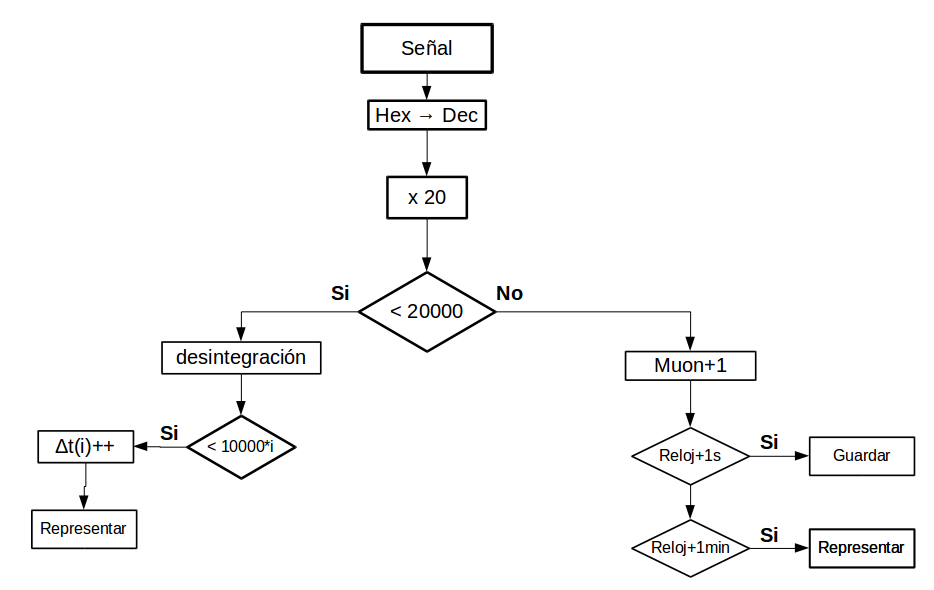 Señal
Hex → Dec
x 20
Si
No
< 20000
desintegración
Muon+1
Si
< 10000*i
Δt(i)++
Si
Reloj+1s
Guardar
Representar
Si
Reloj+1min
Representar